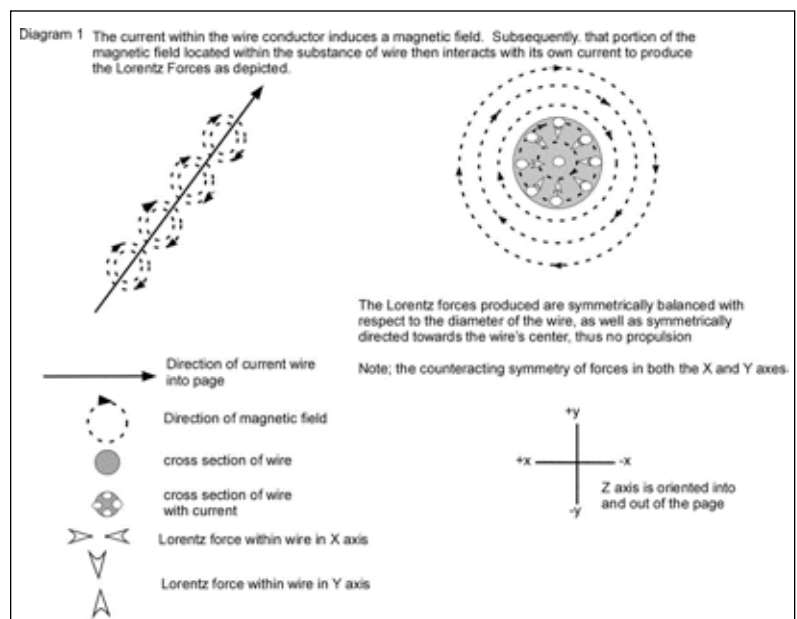 Diagram 1 The current within the wire conductor induces a magnetic field. Subsequently. that portion of the
magnetic field located within the substance of wire then interacts with its own current to produce
the Lorentz Forces as depicted.
The Lorentz forces produced are symmetrically balanced with
respect to the diameter of the wire, as well as symmetrically
directed towards the wire's center, thus no propulsion
Note; the counteracting symmetry of forces in both the X and Y axes
Direction of current wire
into page
Direction of magnetic field
cross section of wire
cross section of wire
with current
Lorentz force within wire in X axis
Lorentz force within wire in Y axis
+y
+x
-x
-y
Z axis is oriented into
and out of the page